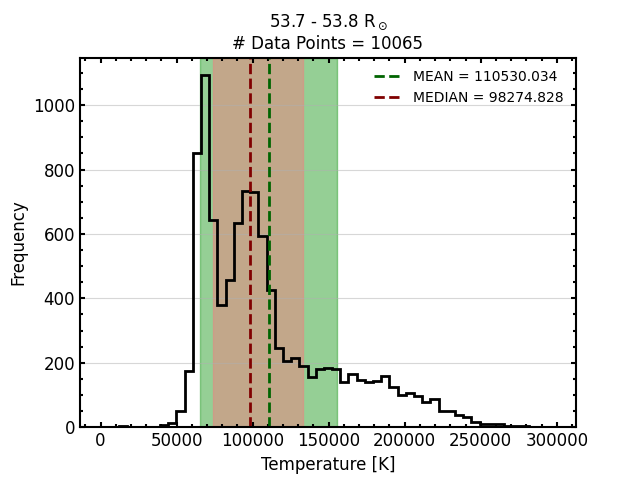 53.7 - 53.8 R⊙
# Data Points = 10065
MEAN = 110530.034
MEDIAN = 98274.828
Frequency
1000
800
600
400
200
0
0 50000 100000 150000 200000 250000 300000
Temperature [K]